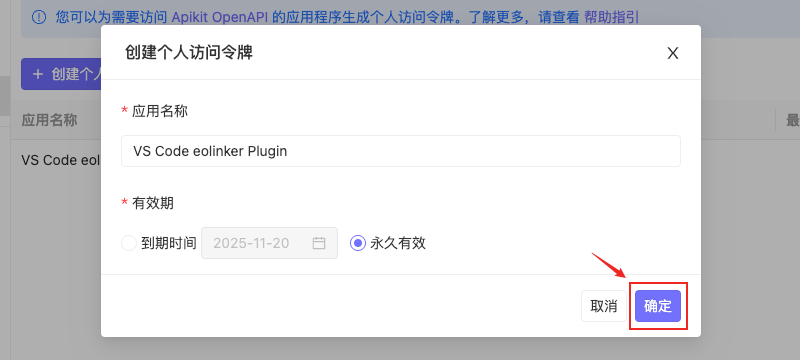 您可以为需要访问 Apikit OpenAPI 的应用程序生成个人访问令牌。了解更多，请查看 帮助指引
创建个人访问令牌
+ 创建个人
* 应用名称
应用名称
最
VS Code eolinker Plugin
VS Code eol
* 有效期
到期时间 2025-11-20 永久有效
取消 确定